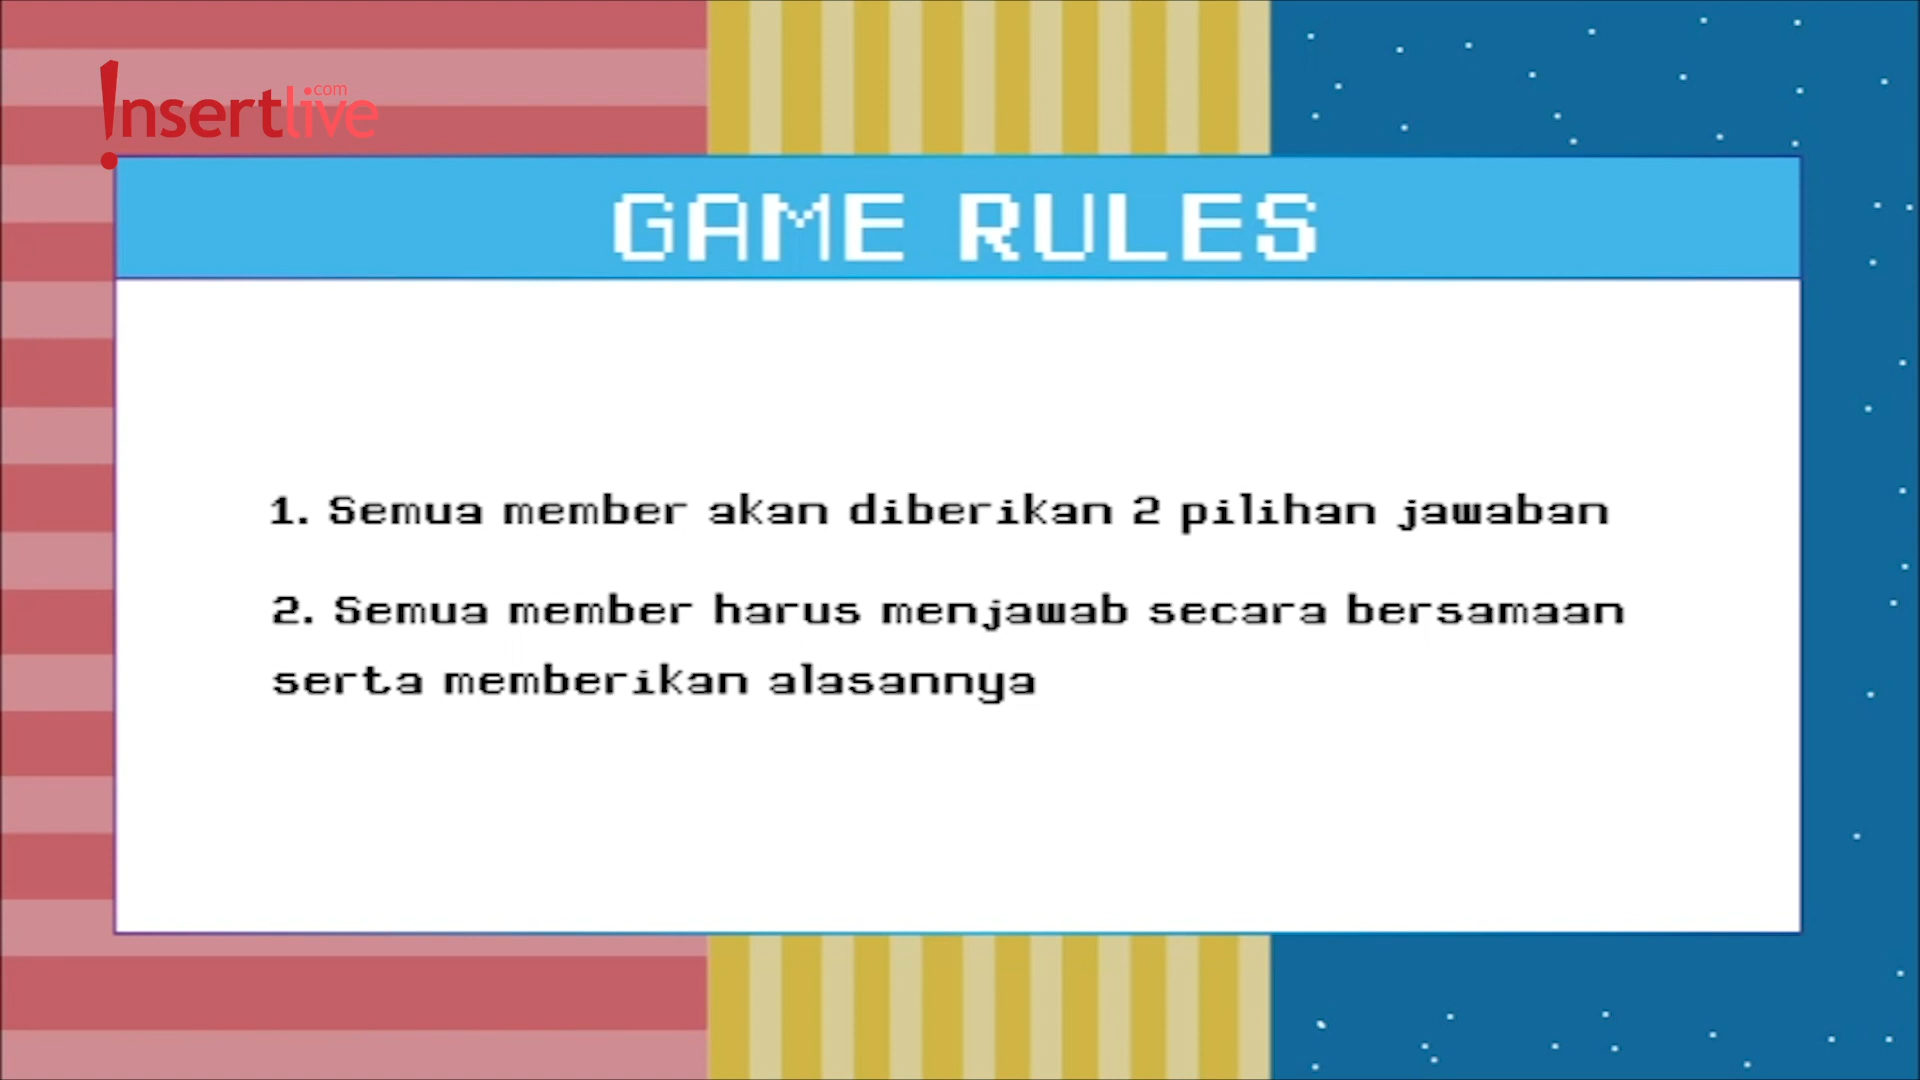 !nsertlive.com
GAME RULES
1. Semua member akan diberikan 2 pilihan jawaban
2. Semua member harus menjawab secara bersamaan
serta memberikan alasannya